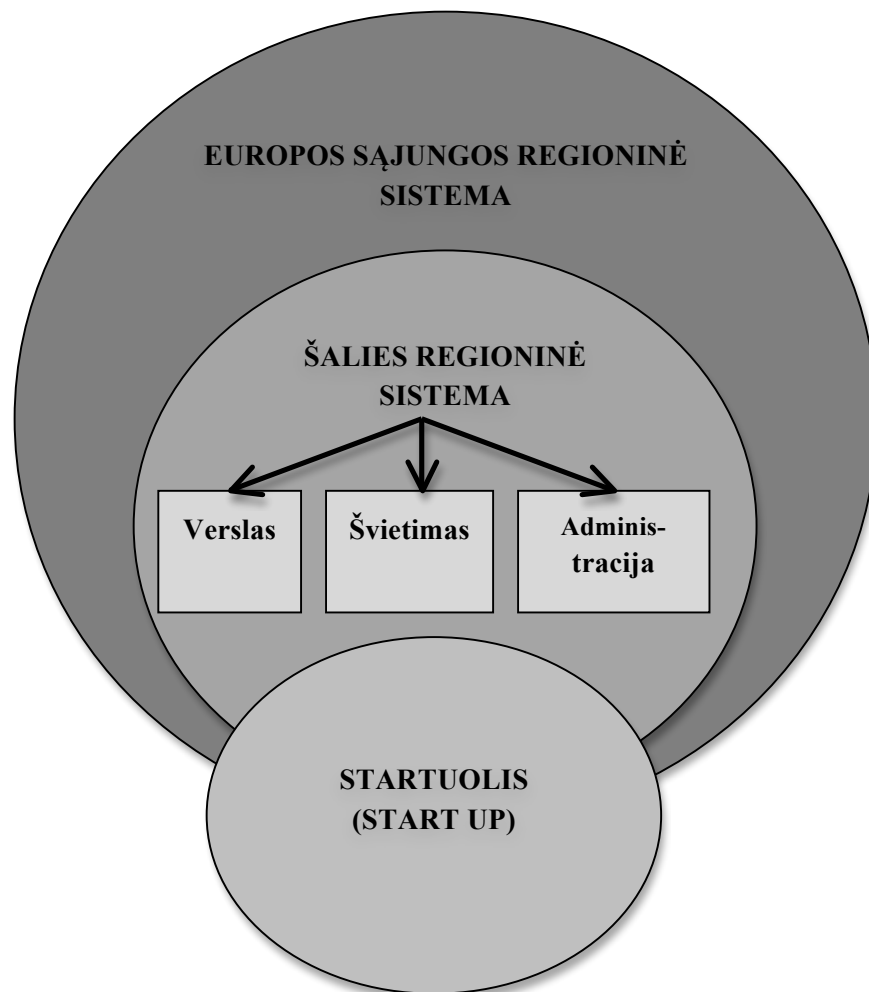 EUROPOS SĄJUNGOS REGIONINĖ
SISTEMA
ŠALIES REGIONINĖ
SISTEMA
Verslas
Švietimas
Adminis-
tracija
STARTUOLIS
(START UP)